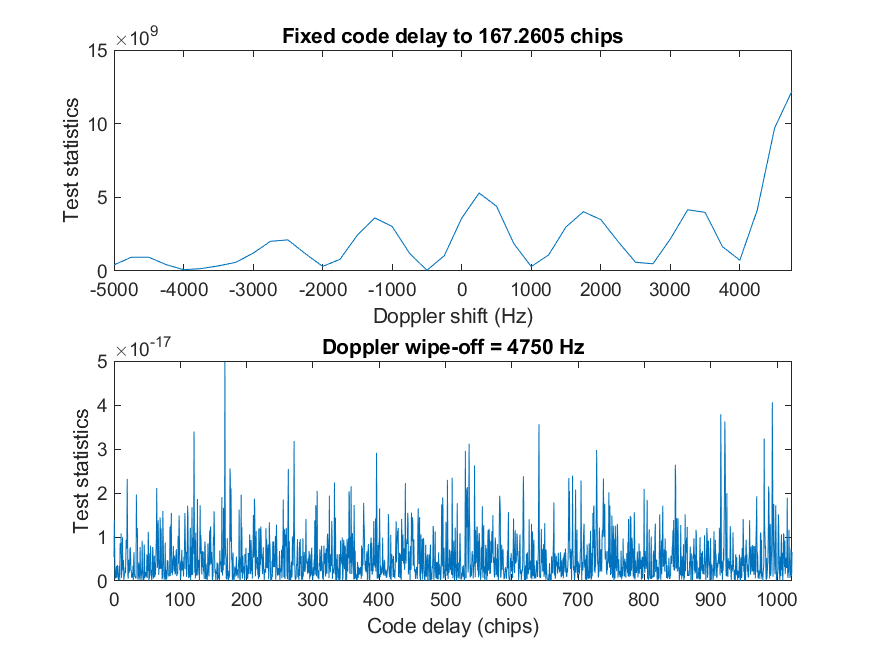 Fixed code delay to 167.2605 chips
×10^9
15
10
5
0
Test statistics
-5000 -4000 -3000 -2000 -1000 0 1000 2000 3000 4000
Doppler shift (Hz)
Doppler wipe-off = 4750 Hz
×10^-17
5
4
3
2
1
0
Test statistics
0 100 200 300 400 500 600 700 800 900 1000
Code delay (chips)